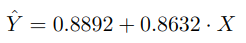 Ŷ = 0.8892 + 0.8632 · X